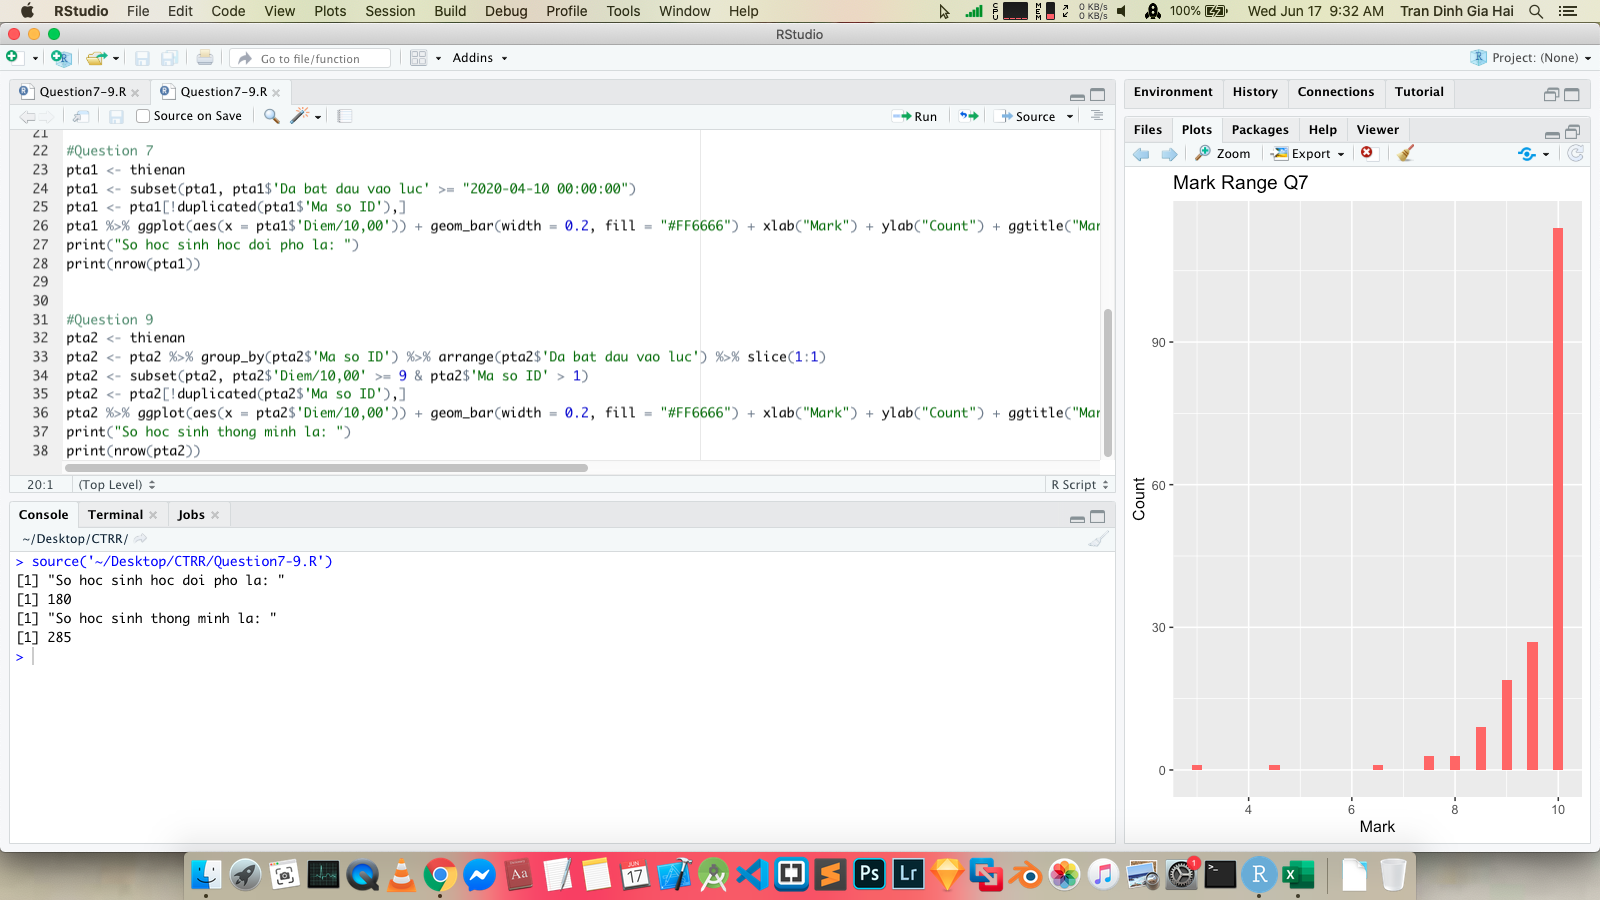 RStudio File Edit Code View Plots Session Build Debug Profile Tools Window Help 0 KB/s 0 KB/s 100% Wed Jun 17 9:32 AM Tran Dinh Gia Hai
RStudio
Go to file/function Addins Project: (None)
Question7-9.R Question7-9.R
Source on Save Run Source
21
22 #Question 7
23 pta1 <- thienan
24 pta1 <- subset(pta1, pta1$'Da bat dau vao luc' >= "2020-04-10 00:00:00")
25 pta1 <- pta1[!duplicated(pta1$'Ma so ID'),]
26 pta1 %>% ggplot(aes(x = pta1$'Diem/10,00')) + geom_bar(width = 0.2, fill = "#FF6666") + xlab("Mark") + ylab("Count") + ggtitle("Mar
27 print("So hoc sinh hoc doi pho la: ")
28 print(nrow(pta1))
29
30
31 #Question 9
32 pta2 <- thienan
33 pta2 <- pta2 %>% group_by(pta2$'Ma so ID') %>% arrange(pta2$'Da bat dau vao luc') %>% slice(1:1)
34 pta2 <- subset(pta2, pta2$'Diem/10,00' >= 9 & pta2$'Ma so ID' > 1)
35 pta2 <- pta2[!duplicated(pta2$'Ma so ID'),]
36 pta2 %>% ggplot(aes(x = pta2$'Diem/10,00')) + geom_bar(width = 0.2, fill = "#FF6666") + xlab("Mark") + ylab("Count") + ggtitle("Mar
37 print("So hoc sinh thong minh la: ")
38 print(nrow(pta2))
20:1 (Top Level) R Script
Console Terminal Jobs
~/Desktop/CTRR/
> source('~/Desktop/CTRR/Question7-9.R')
[1] "So hoc sinh hoc doi pho la: "
[1] 180
[1] "So hoc sinh thong minh la: "
[1] 285
>
Environment History Connections Tutorial
Files Plots Packages Help Viewer
Zoom Export
Mark Range Q7
Count
90
60
30
0
4 6 8 10
Mark
Aa JUN 17 Ps Lr 1 R X